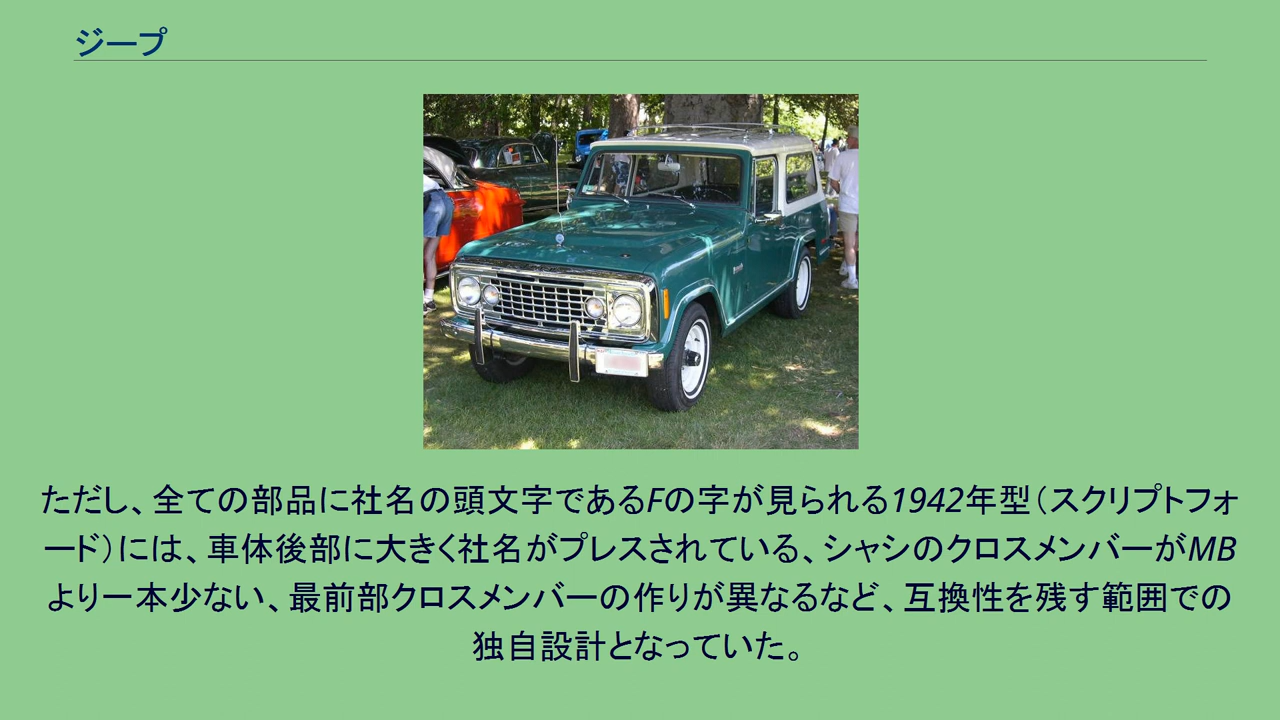 ジープ
ただし、全ての部品に社名の頭文字であるFの字が見られる1942年型（スクリプトフォ
ード）には、車体後部に大きく社名がプレスされている、シャシのクロスメンバーがMB
より一本少ない、最前部クロスメンバーの作りが異なるなど、互換性を残す範囲での
独自設計となっていた。